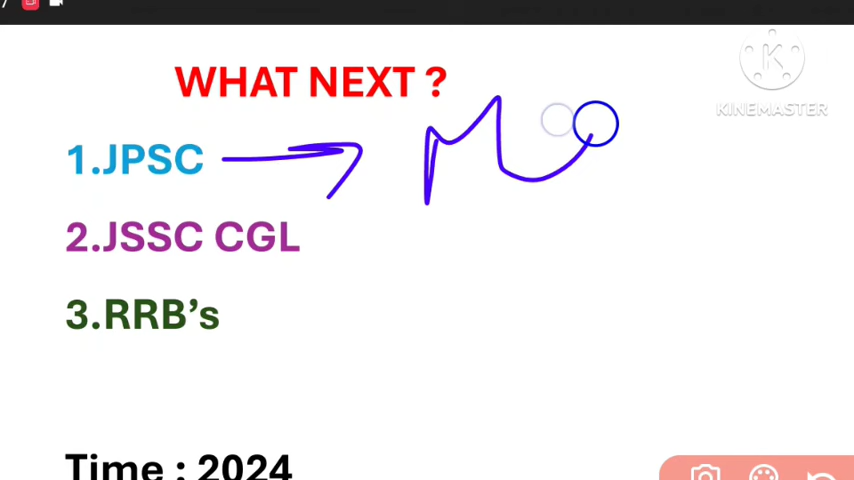 WHAT NEXT ?
KINEMASTER
1.JPSC
2.JSSC CGL
3.RRB’s
Time : 2024